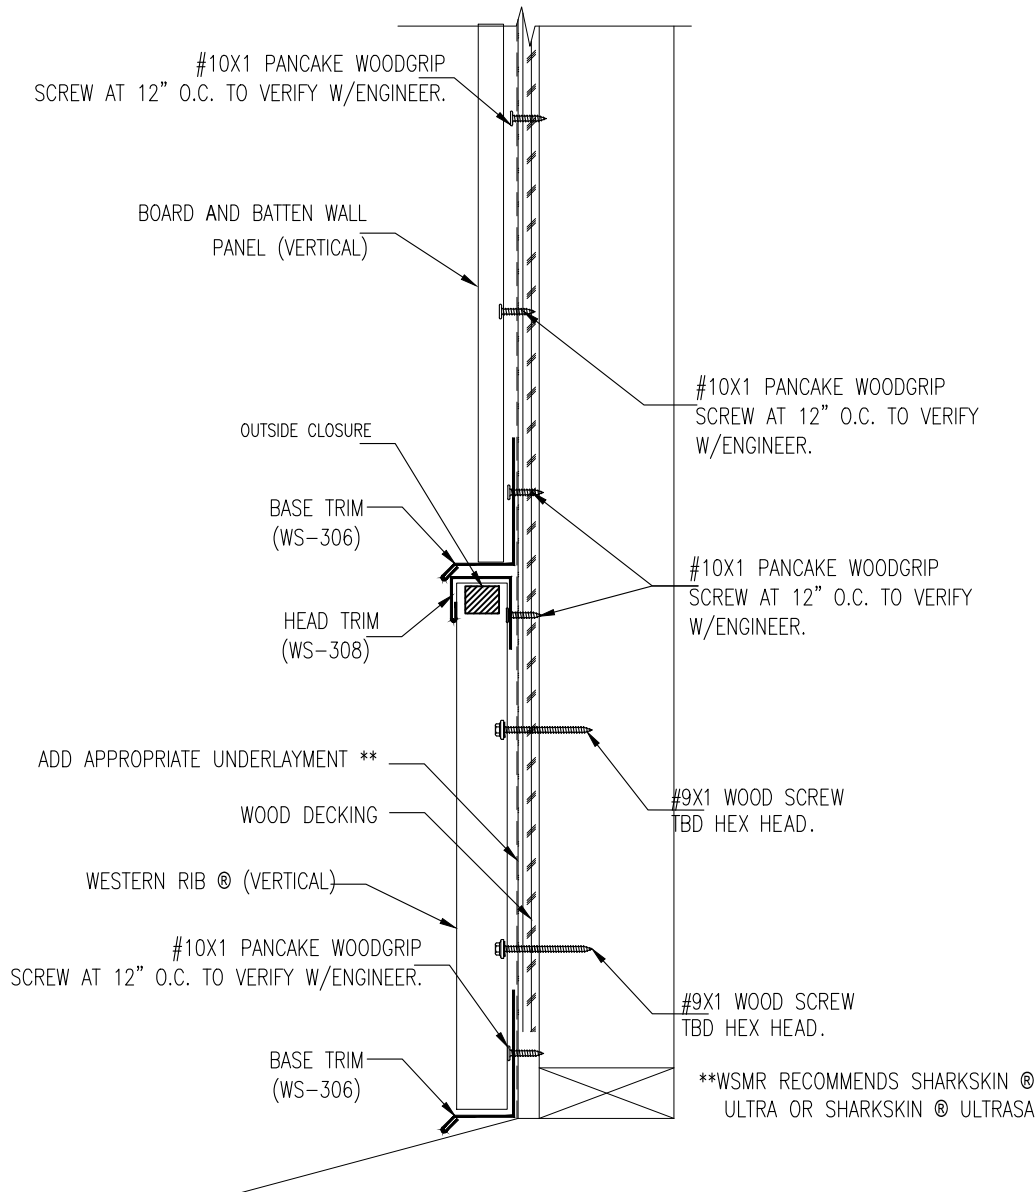 #10X1 PANCAKE WOODGRIP
SCREW AT 12" O.C. TO VERIFY W/ENGINEER.
BOARD AND BATTEN WALL
PANEL (VERTICAL)
#10X1 PANCAKE WOODGRIP
SCREW AT 12" O.C. TO VERIFY
W/ENGINEER.
OUTSIDE CLOSURE
BASE TRIM
(WS-306)
#10X1 PANCAKE WOODGRIP
SCREW AT 12" O.C. TO VERIFY
W/ENGINEER.
HEAD TRIM
(WS-308)
ADD APPROPRIATE UNDERLAYMENT **
#9X1 WOOD SCREW
TBD HEX HEAD.
WOOD DECKING
WESTERN RIB ® (VERTICAL)
#10X1 PANCAKE WOODGRIP
SCREW AT 12" O.C. TO VERIFY W/ENGINEER.
#9X1 WOOD SCREW
TBD HEX HEAD.
BASE TRIM
(WS-306)
**WSMR RECOMMENDS SHARKSKIN ®
ULTRA OR SHARKSKIN ® ULTRASA